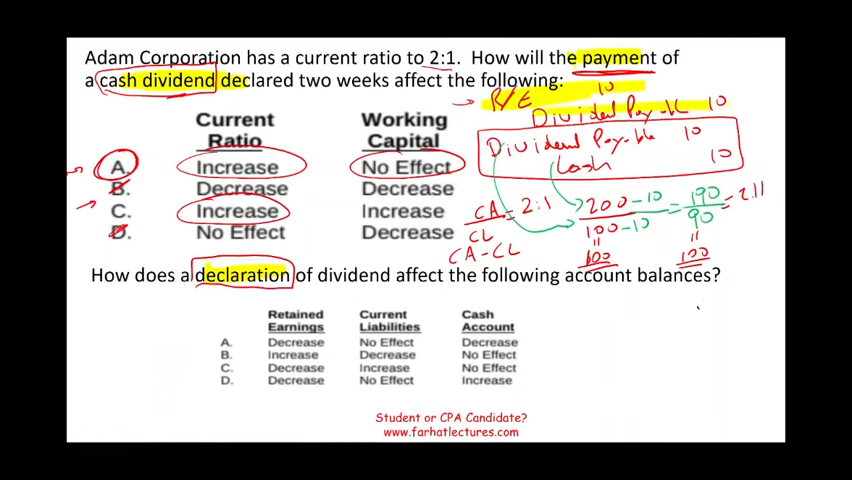 Adam Corporation has a current ratio to 2:1. How will the payment of
a cash dividend declared two weeks affect the following:
R/E 10
Dividend Payable 10
Current Ratio Working Capital
Dividend Payable 10
Cash 10
A. Increase No Effect
B. Decrease Decrease
C. Increase Increase
D. No Effect Decrease
CA/CL = 2:1 200-10/100-10 = 190/90 = 2.11
CA-CL
= 100 = 100
How does a declaration of dividend affect the following account balances?
Retained Earnings Current Liabilities Cash Account
A. Decrease No Effect Decrease
B. Increase Decrease No Effect
C. Decrease Increase No Effect
D. Decrease No Effect Increase
Student or CPA Candidate?
www.farhatlectures.com